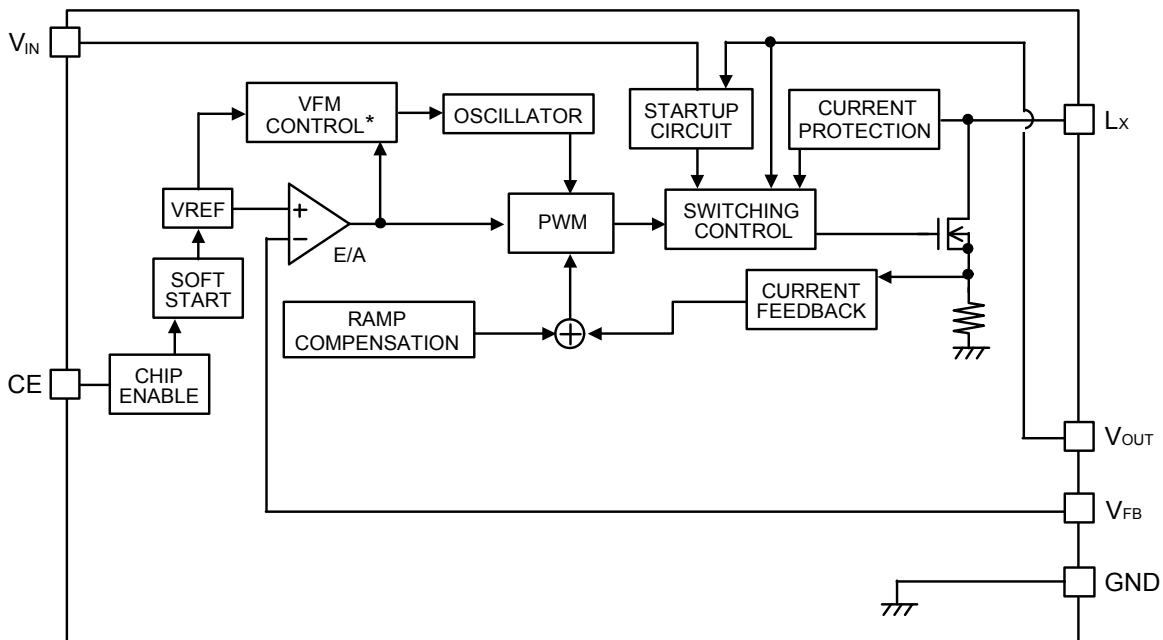 VIN
VFM
CONTROL*
OSCILLATOR
STARTUP
CIRCUIT
CURRENT
PROTECTION
LX
VREF
+
−
E/A
PWM
SWITCHING
CONTROL
SOFT
START
RAMP
COMPENSATION
CURRENT
FEEDBACK
CE
CHIP
ENABLE
VOUT
VFB
GND